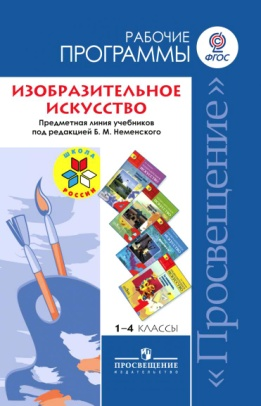 РАБОЧИЕ
ПРОГРАММЫ
ФГОС
ИЗОБРАЗИТЕЛЬНОЕ
ИСКУССТВО
Предметная линия учебников
под редакцией Б. М. Неменского
ШКОЛА
РОССИИ
1–4 КЛАССЫ
ПРОСВЕЩЕНИЕ
ИЗДАТЕЛЬСТВО
«Просвещение»